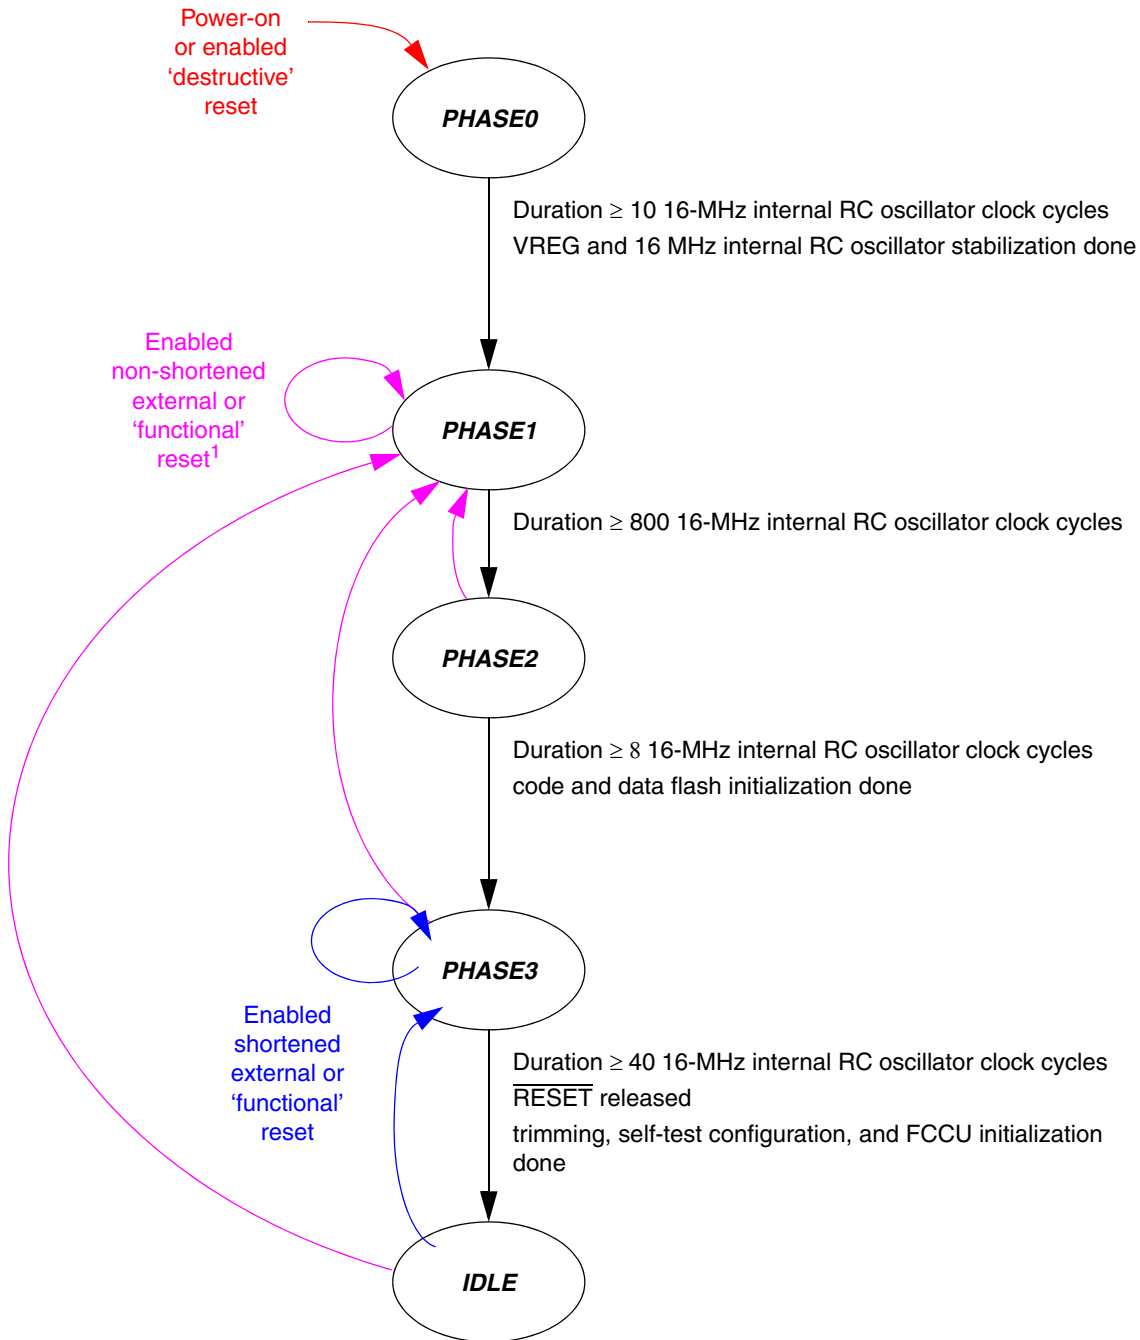 Power-on
or enabled
‘destructive’
reset
PHASE0
Duration ≥ 10 16-MHz internal RC oscillator clock cycles
VREG and 16 MHz internal RC oscillator stabilization done
Enabled
non-shortened
external or
‘functional’
reset1
PHASE1
Duration ≥ 800 16-MHz internal RC oscillator clock cycles
PHASE2
Duration ≥ 8 16-MHz internal RC oscillator clock cycles
code and data flash initialization done
PHASE3
Enabled
shortened
external or
‘functional’
reset
Duration ≥ 40 16-MHz internal RC oscillator clock cycles
RESET released
trimming, self-test configuration, and FCCU initialization
done
IDLE